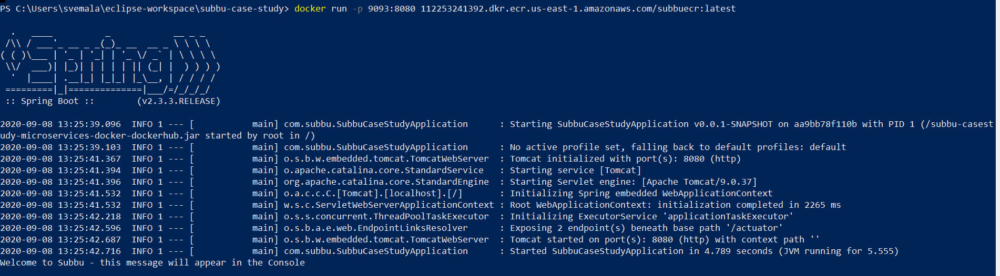 PS C:\Users\svemala\eclipse-workspace\subbu-case-study> docker run -p 9093:8080 112253241392.dkr.ecr.us-east-1.amazonaws.com/subbuecr:latest
  .   ____          _            __ _ _
 /\\ / ___'_ __ _ _(_)_ __  __ _ \ \ \ \
( ( )\___ | '_ | '_| | '_ \/ _` | \ \ \ \
 \\/  ___)| |_)| | | | | || (_| |  ) ) ) )
  '  |____| .__|_| |_|_| |_\__, | / / / /
 =========|_|==============|___/=/_/_/_/
 :: Spring Boot ::        (v2.3.3.RELEASE)
2020-09-08 13:25:39.096  INFO 1 --- [           main] com.subbu.SubbuCaseStudyApplication      : Starting SubbuCaseStudyApplication v0.0.1-SNAPSHOT on aa9bb78f110b with PID 1 (/subbu-casest
udy-microservices-docker-dockerhub.jar started by root in /)
2020-09-08 13:25:39.103  INFO 1 --- [           main] com.subbu.SubbuCaseStudyApplication      : No active profile set, falling back to default profiles: default
2020-09-08 13:25:41.367  INFO 1 --- [           main] o.s.b.w.embedded.tomcat.TomcatWebServer  : Tomcat initialized with port(s): 8080 (http)
2020-09-08 13:25:41.394  INFO 1 --- [           main] o.apache.catalina.core.StandardService   : Starting service [Tomcat]
2020-09-08 13:25:41.396  INFO 1 --- [           main] org.apache.catalina.core.StandardEngine  : Starting Servlet engine: [Apache Tomcat/9.0.37]
2020-09-08 13:25:41.532  INFO 1 --- [           main] o.a.c.c.C.[Tomcat].[localhost].[/]       : Initializing Spring embedded WebApplicationContext
2020-09-08 13:25:41.532  INFO 1 --- [           main] w.s.c.ServletWebServerApplicationContext : Root WebApplicationContext: initialization completed in 2265 ms
2020-09-08 13:25:42.218  INFO 1 --- [           main] o.s.s.concurrent.ThreadPoolTaskExecutor  : Initializing ExecutorService 'applicationTaskExecutor'
2020-09-08 13:25:42.596  INFO 1 --- [           main] o.s.b.a.e.web.EndpointLinksResolver      : Exposing 2 endpoint(s) beneath base path '/actuator'
2020-09-08 13:25:42.687  INFO 1 --- [           main] o.s.b.w.embedded.tomcat.TomcatWebServer  : Tomcat started on port(s): 8080 (http) with context path ''
2020-09-08 13:25:42.716  INFO 1 --- [           main] com.subbu.SubbuCaseStudyApplication      : Started SubbuCaseStudyApplication in 4.789 seconds (JVM running for 5.555)
Welcome to Subbu - this message will appear in the Console